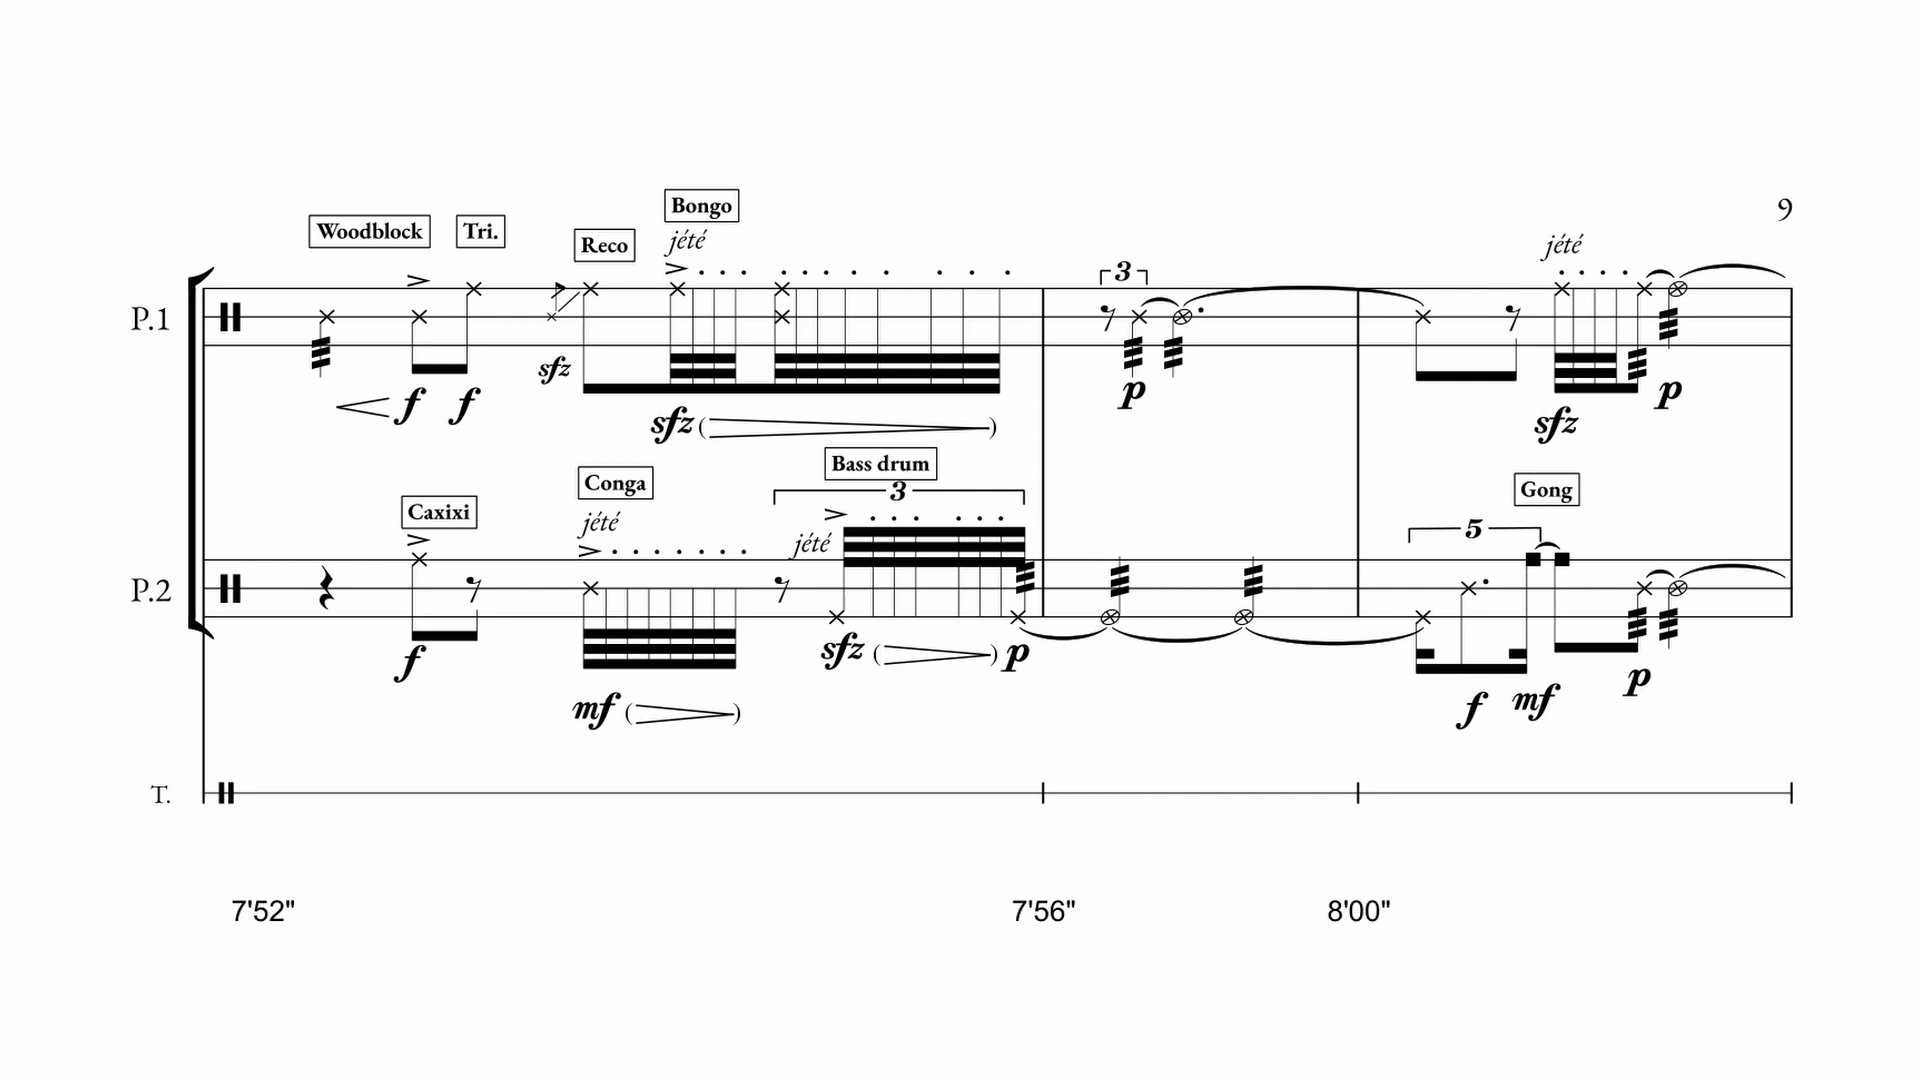 9
Bongo
Woodblock Tri. Reco jété jété
3
P.1
sfz p p
f f sfz ( ) sfz
Bass drum
Conga 3 Gong
Caxixi jété jété 5
P.2
f sfz ( ) p p
mf ( ) f mf
T.
7'52" 7'56" 8'00"